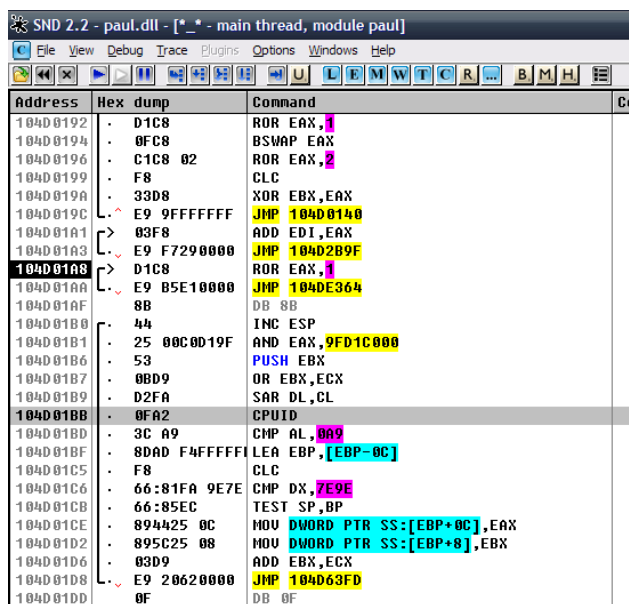 SND 2.2 - paul.dll - [*_* - main thread, module paul]
C File View Debug Trace Plugins Options Windows Help
U L E M W T C R ... B M H
Address Hex dump Command Co
104D0192 . D1C8 ROR EAX,1
104D0194 . 0FC8 BSWAP EAX
104D0196 . C1C8 02 ROR EAX,2
104D0199 . F8 CLC
104D019A . 33D8 XOR EBX,EAX
104D019C .^ E9 9FFFFFFF JMP 104D0140
104D01A1 > 03F8 ADD EDI,EAX
104D01A3 .v E9 F7290000 JMP 104D2B9F
104D01A8 > D1C8 ROR EAX,1
104D01AA .v E9 B5E10000 JMP 104DE364
104D01AF 8B DB 8B
104D01B0 . 44 INC ESP
104D01B1 . 25 00C0D19F AND EAX,9FD1C000
104D01B6 . 53 PUSH EBX
104D01B7 . 0BD9 OR EBX,ECX
104D01B9 . D2FA SAR DL,CL
104D01BB . 0FA2 CPUID
104D01BD . 3C A9 CMP AL,0A9
104D01BF . 8DAD F4FFFFFI LEA EBP,[EBP-0C]
104D01C5 . F8 CLC
104D01C6 . 66:81FA 9E7E CMP DX,7E9E
104D01CB . 66:85EC TEST SP,BP
104D01CE . 894425 0C MOV DWORD PTR SS:[EBP+0C],EAX
104D01D2 . 895C25 08 MOV DWORD PTR SS:[EBP+8],EBX
104D01D6 . 03D9 ADD EBX,ECX
104D01D8 .v E9 20620000 JMP 104D63FD
104D01DD 0F DB 0F